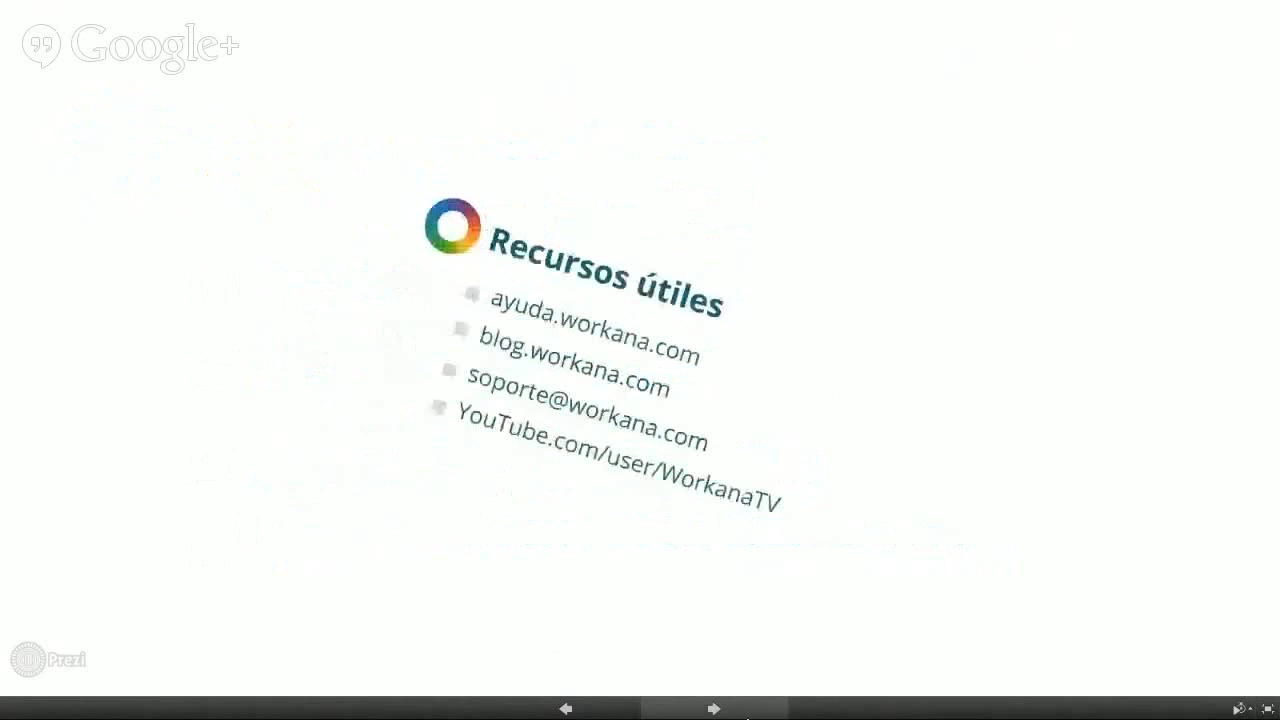 Google+
Recursos útiles
ayuda.workana.com
blog.workana.com
soporte@workana.com
YouTube.com/user/WorkanaTV
Prezi